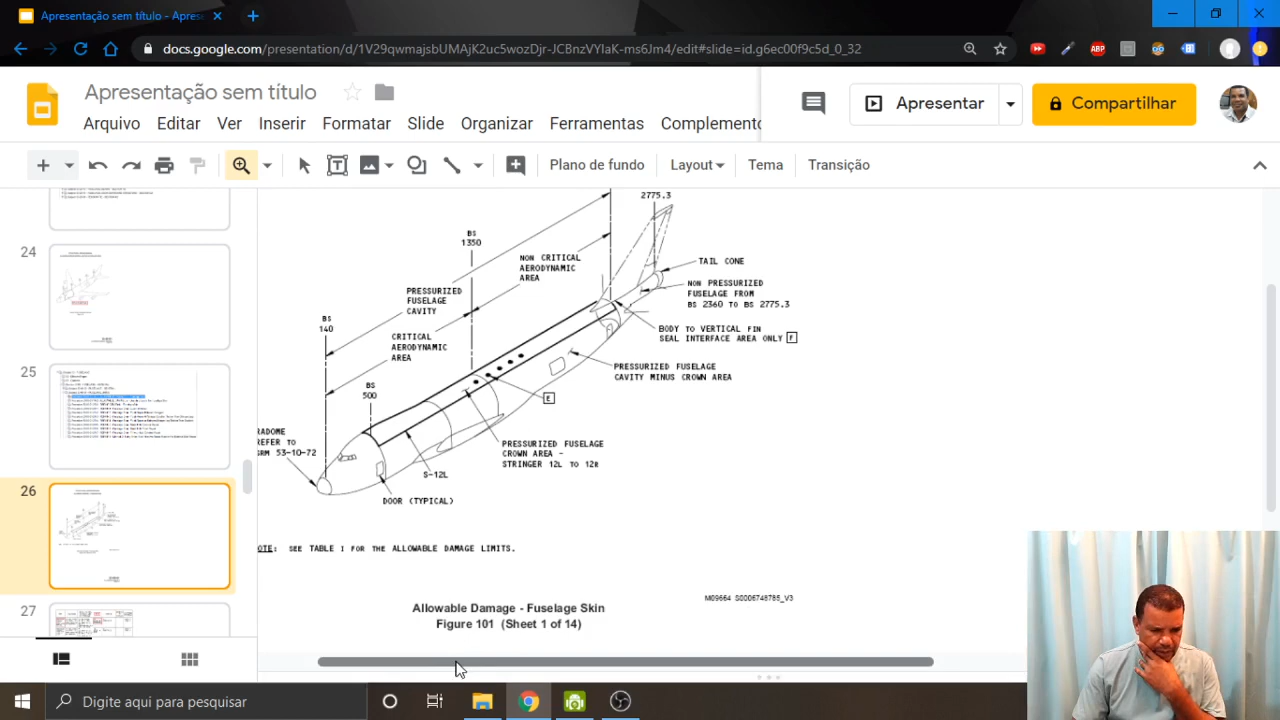 Apresentação sem título - Aprese
docs.google.com/presentation/d/1V29qwmajsbUMAjK2uc5wozDjr-JCBnzVYlaK-ms6Jm4/edit#slide=id.g6ec00f9c5d_0_32
ABP
Apresentação sem título
Apresentar
Compartilhar
Arquivo Editar Ver Inserir Formatar Slide Organizar Ferramentas Complemento
Plano de fundo Layout Tema Transição
24
25
26
27
2775.3
BS
1350
NON CRITICAL
AERODYNAMIC
AREA
TAIL CONE
PRESSURIZED
FUSELAGE
CAVITY
NON PRESSURIZED
FUSELAGE FROM
BS 2360 TO BS 2775.3
BS
140
CRITICAL
AERODYNAMIC
AREA
BODY TO VERTICAL FIN
SEAL INTERFACE AREA ONLY F
BS
500
PRESSURIZED FUSELAGE
CAVITY MINUS CROWN AREA
E
RADOME
REFER TO
SRM 53-10-72
PRESSURIZED FUSELAGE
CROWN AREA -
STRINGER 12L TO 12R
S-12L
DOOR (TYPICAL)
OTE: SEE TABLE I FOR THE ALLOWABLE DAMAGE LIMITS.
M09664 S0006748785_V3
Allowable Damage - Fuselage Skin
Figure 101 (Sheet 1 of 14)
Digite aqui para pesquisar